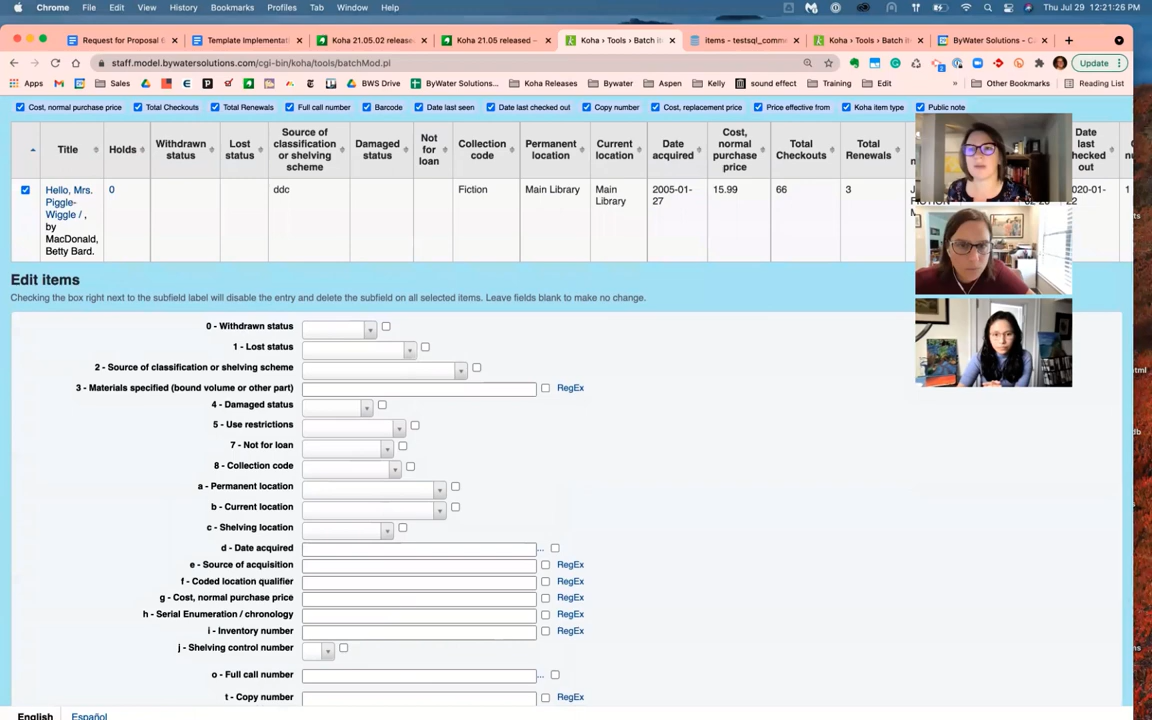 Chrome File Edit View History Bookmarks Profiles Tab Window Help Thu Jul 29 12:21:26 PM
Request for Proposal 6 Template Implementati Koha 21.05.02 release Koha 21.05 released – Koha › Tools › Batch it items - testsql_comm Koha › Tools › Batch ByWater Solutions - C
staff.model.bywatersolutions.com/cgi-bin/koha/tools/batchMod.pl Update
Apps Sales BWS Drive ByWater Solutions... Koha Releases Bywater Aspen Kelly Training Edit sound effect Other Bookmarks Reading List
Cost, normal purchase price Total Checkouts Total Renewals Full call number Barcode Date last seen Date last checked out Copy number Cost, replacement price Price effective from Koha item type Public note
Title Holds Withdrawn status Lost status Source of classification or shelving scheme Damaged status Not for loan Collection code Permanent location Current location Date acquired Cost, normal purchase price Total Checkouts Total Renewals Date last checked out
Hello, Mrs. Piggle-Wiggle / , by MacDonald, Betty Bard. 0 ddc Fiction Main Library Main Library 2005-01-27 15.99 66 3 1
Edit items
Checking the box right next to the subfield label will disable the entry and delete the subfield on all selected items. Leave fields blank to make no change.
0 - Withdrawn status
1 - Lost status
2 - Source of classification or shelving scheme
3 - Materials specified (bound volume or other part) RegEx
4 - Damaged status
5 - Use restrictions
7 - Not for loan
8 - Collection code
a - Permanent location
b - Current location
c - Shelving location
d - Date acquired ...
e - Source of acquisition RegEx
f - Coded location qualifier RegEx
g - Cost, normal purchase price RegEx
h - Serial Enumeration / chronology RegEx
i - Inventory number RegEx
j - Shelving control number
o - Full call number ...
t - Copy number RegEx
English Español